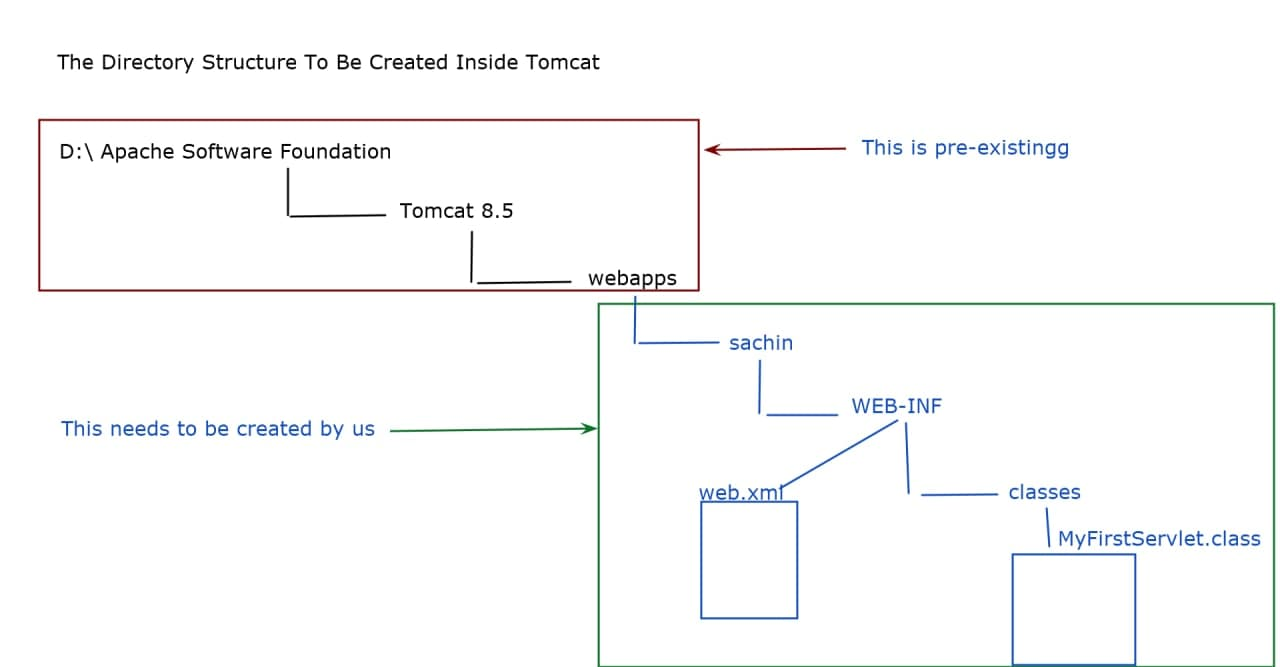 The Directory Structure To Be Created Inside Tomcat
D:\ Apache Software Foundation
This is pre-existingg
Tomcat 8.5
webapps
sachin
WEB-INF
This needs to be created by us
web.xml
classes
MyFirstServlet.class